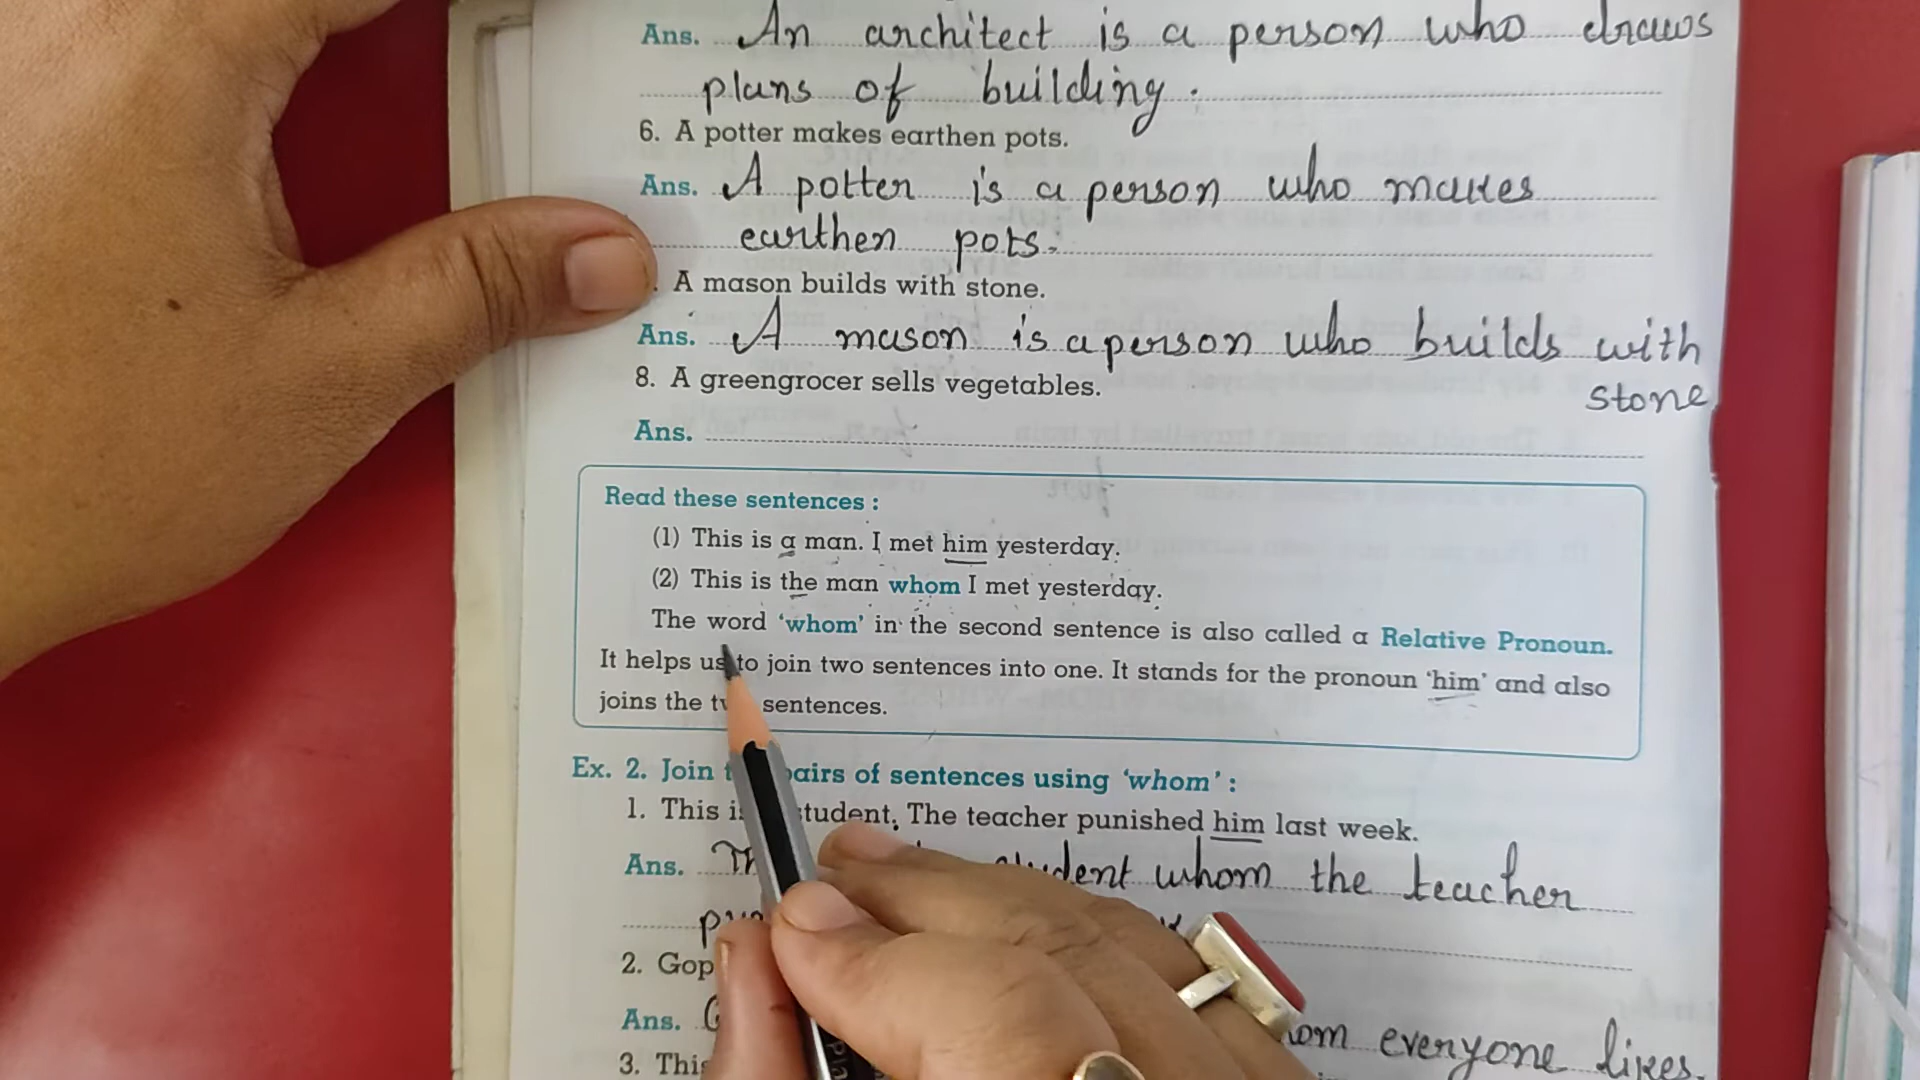 Ans. An architect is a person who draws
plans of building.
6. A potter makes earthen pots.
Ans. A potter is a person who makes
earthen pots.
. A mason builds with stone.
Ans. A mason is a person who builds with
stone
8. A greengrocer sells vegetables.
Ans.
Read these sentences :
(1) This is a man. I met him yesterday.
(2) This is the man whom I met yesterday.
The word 'whom' in the second sentence is also called a Relative Pronoun.
It helps us to join two sentences into one. It stands for the pronoun 'him' and also
joins the sentences.
Ex. 2. Join pairs of sentences using 'whom' :
1. This student. The teacher punished him last week.
Ans. student whom the teacher
2. Gop
Ans. everyone likes.
3. This